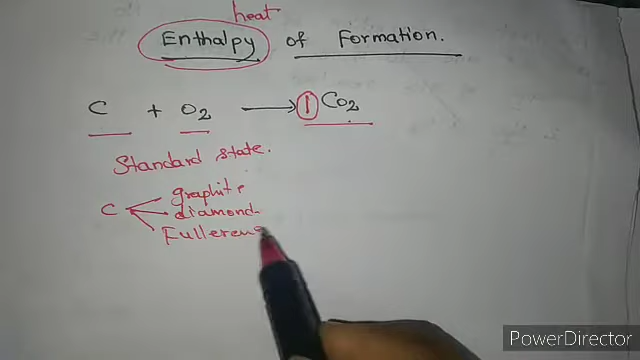 heat
Enthalpy of Formation.
C + O2 → 1 CO2
Standard state.
C graphite
diamond
Fullerene
PowerDirector